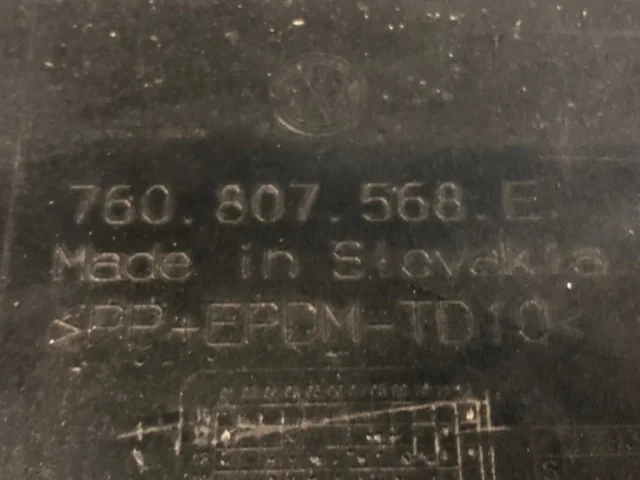 760.807.568.E
Made in Slovakia
>PP+EPDM-TD10<